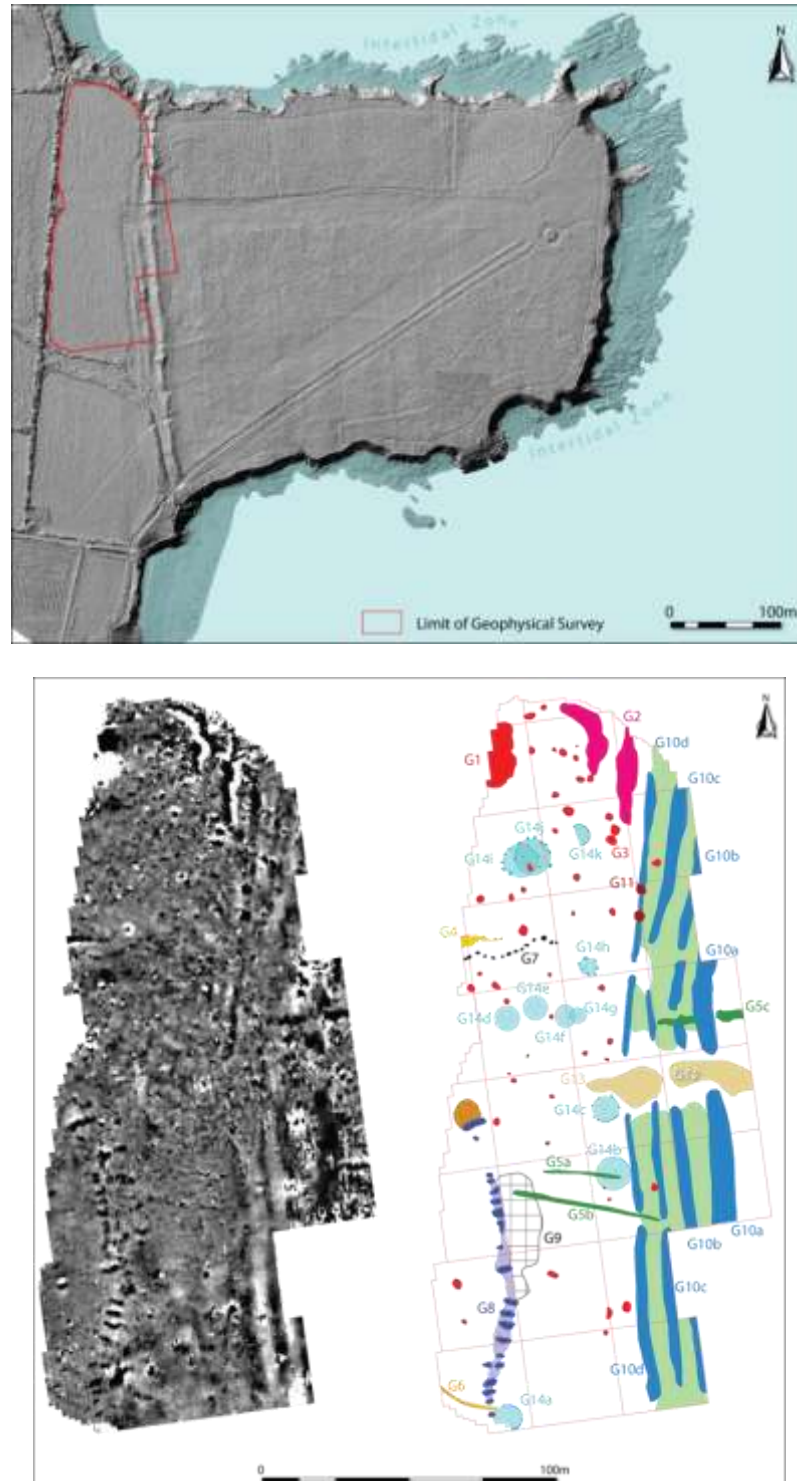 Intertidal Zone
N
Intertidal Zone
Limit of Geophysical Survey
0 100m
N
G2
G10d
G1
G10c
G14j
G14i
G14k
G3
G10b
G11
G4
G7
G14h
G10a
G14e
G5c
G14d
G14g
G14f
G13
G14c
G14b
G5a
G5b
G9
G10a
G10b
G10c
G8
G10d
G6
G14a
0 100m